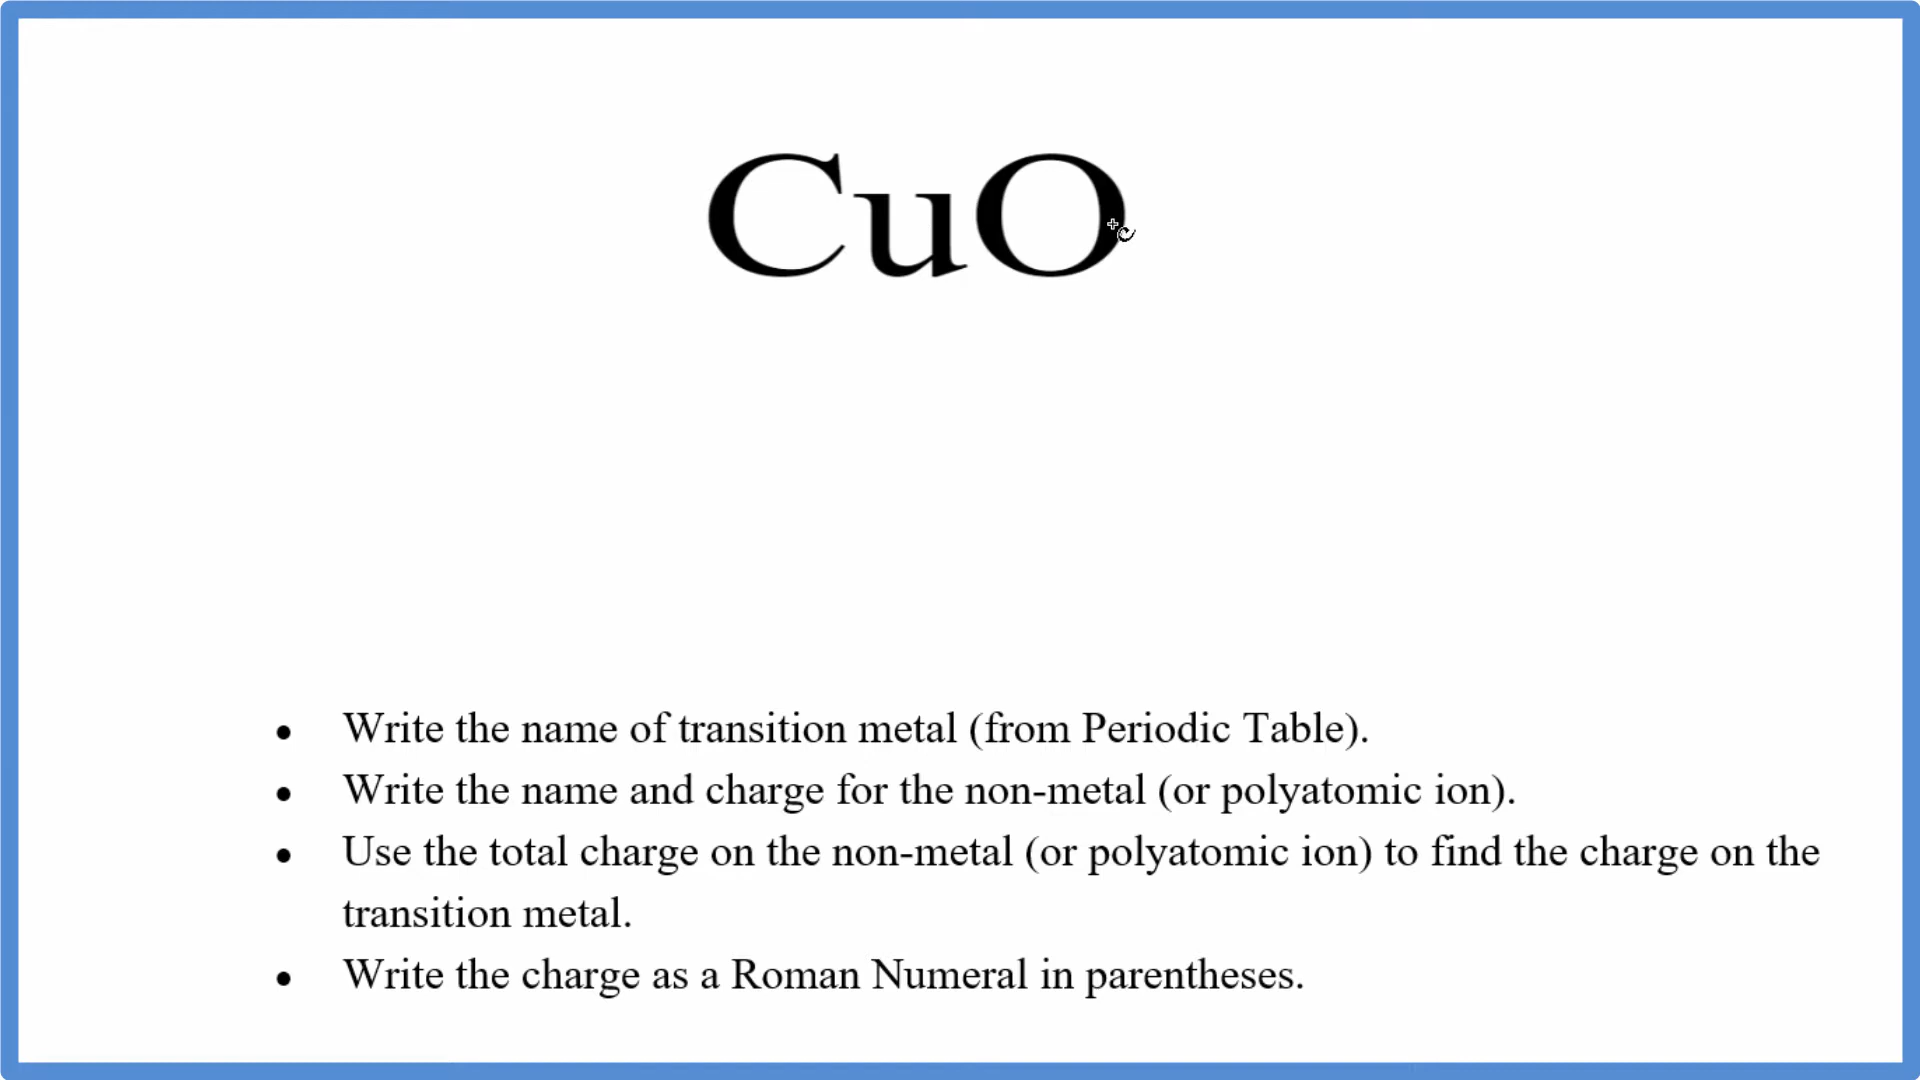 CuO
• Write the name of transition metal (from Periodic Table).
• Write the name and charge for the non-metal (or polyatomic ion).
• Use the total charge on the non-metal (or polyatomic ion) to find the charge on the
transition metal.
• Write the charge as a Roman Numeral in parentheses.